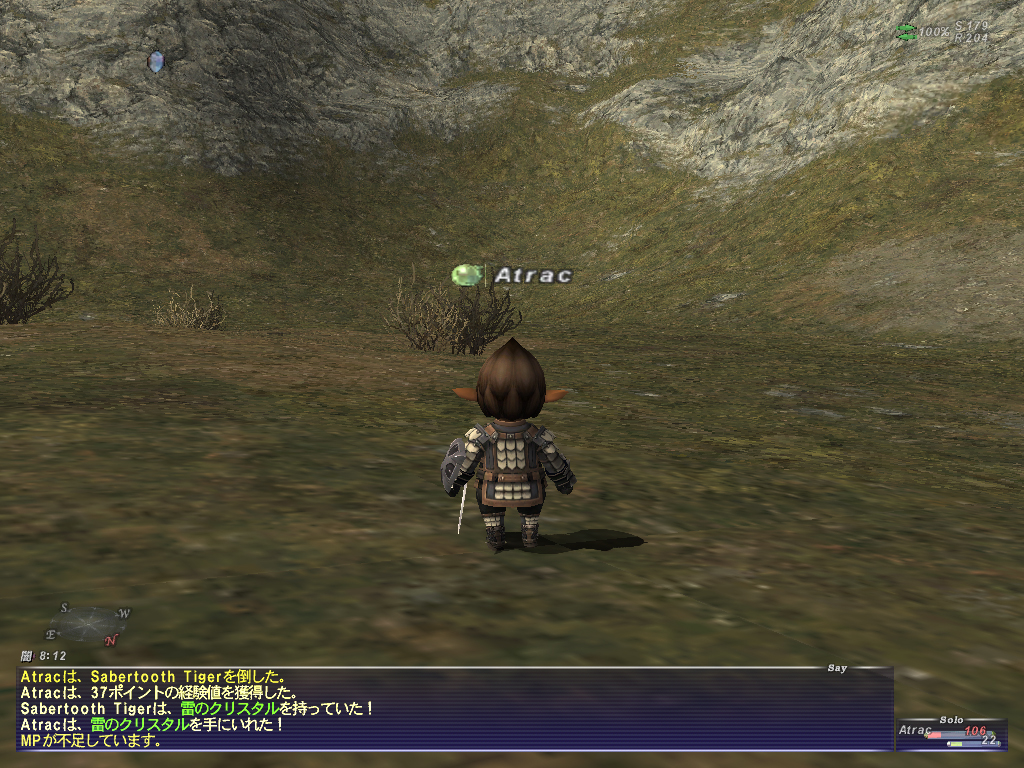 100% S:179
R:204
Atrac
S W
E N
闇 8:12
Say
Atracは、Sabertooth Tigerを倒した。
Atracは、37ポイントの経験値を獲得した。
Sabertooth Tigerは、雷のクリスタルを持っていた！
Atracは、雷のクリスタルを手にいれた！
MPが不足しています。
Solo
Atrac 106
22